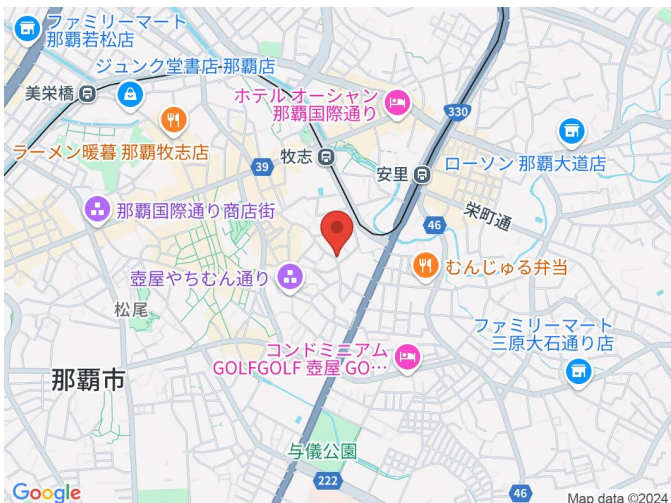 ファミリーマート
那覇若松店
ジュンク堂書店 那覇店
美栄橋
ホテル オーシャン
那覇国際通り
330
ラーメン暖暮 那覇牧志店
牧志
39
安里
ローソン 那覇大道店
栄町通
那覇国際通り商店街
46
壺屋やちむん通り
むんじゅる弁当
松尾
ファミリーマート
三原大石通り店
コンドミニアム
GOLFGOLF 壺屋 GO…
那覇市
与儀公園
222
46
Google
Map data ©2024